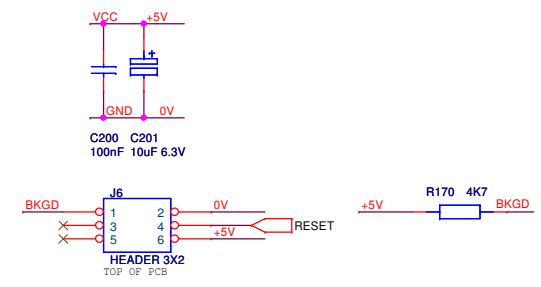 VCC +5V
+
GND 0V
C200 C201
100nF 10uF 6.3V
J6
BKGD 1 2 0V
3 4 RESET
5 6 +5V
HEADER 3X2
TOP OF PCB
R170 4K7
+5V BKGD